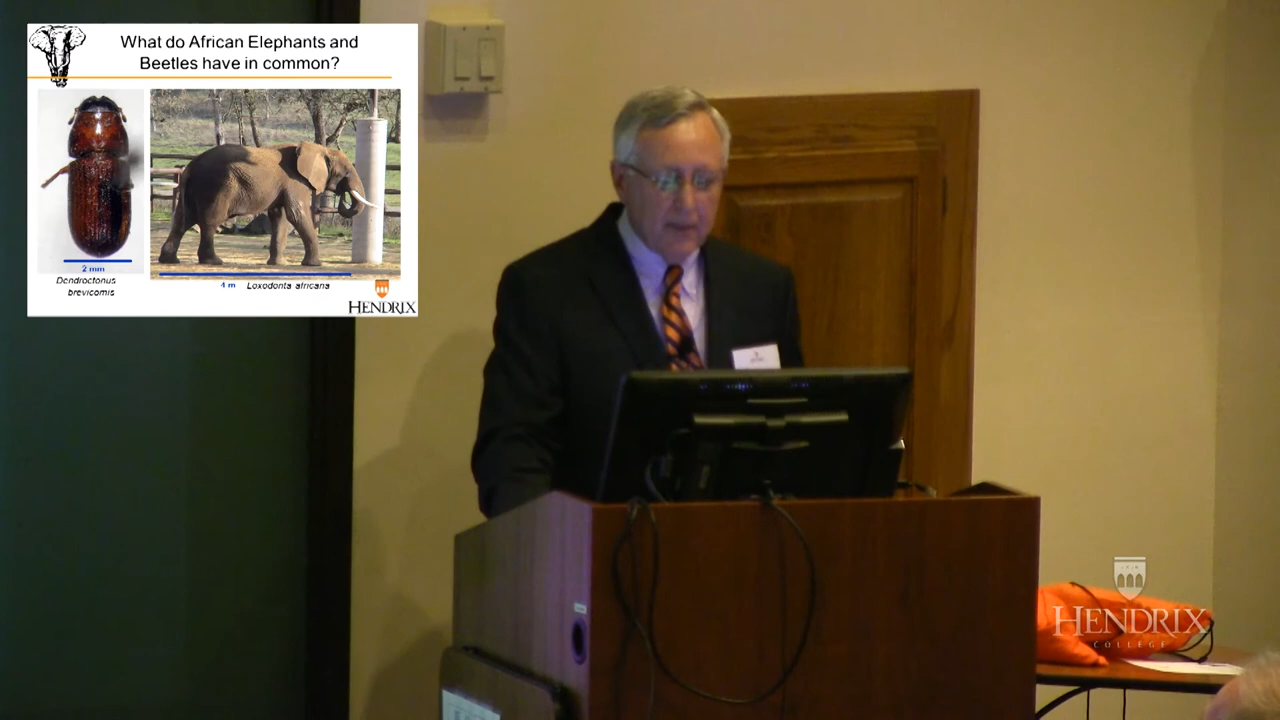 What do African Elephants and
Beetles have in common?
2 mm
Dendroctonus
brevicomis
4 m Loxodonta africana
HENDRIX
HENDRIX
COLLEGE